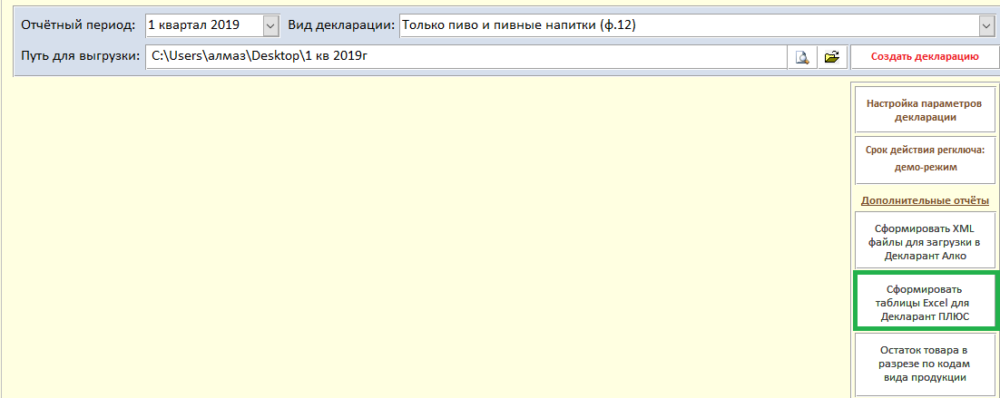 Отчётный период: 1 квартал 2019 Вид декларации: Только пиво и пивные напитки (ф.12)
Путь для выгрузки: C:\Users\алмаз\Desktop\1 кв 2019г Создать декларацию
Настройка параметров
декларации
Срок действия регключа:
демо-режим
Дополнительные отчёты
Сформировать XML
файлы для загрузки в
Декларант Алко
Сформировать
таблицы Excel для
Декларант ПЛЮС
Остаток товара в
разрезе по кодам
вида продукции